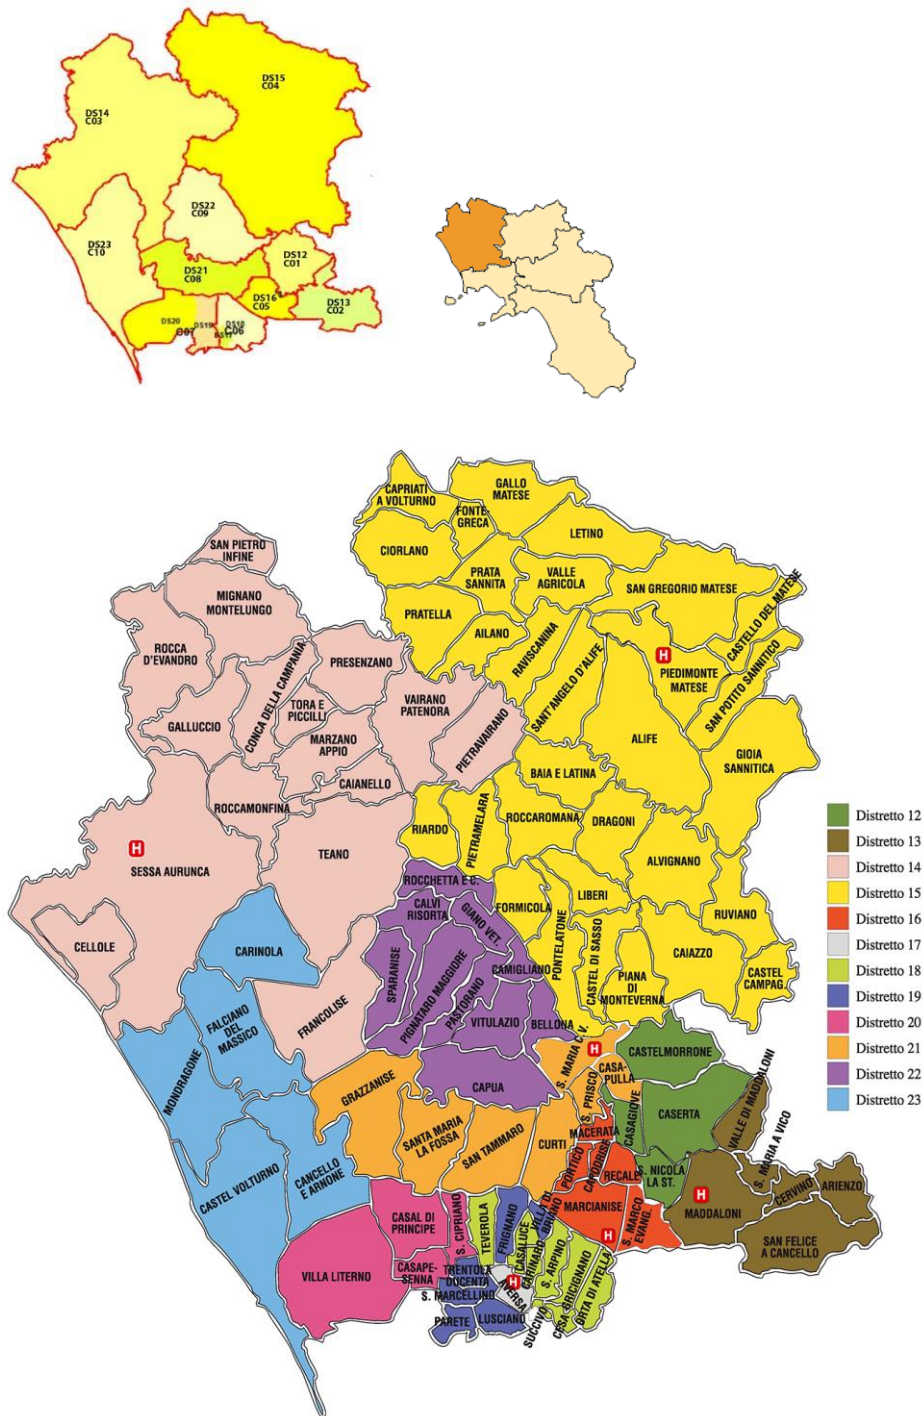 DS15
C04
DS14
C03
DS22
C09
DS23
C10
DS12
C01
DS21
C08
DS16
C05
DS13
C02
DS20
DS19
DS18
C07
C06
CAPRIATI
A VOLTURNO
GALLO
MATESE
FONTE-
GRECA
LETINO
SAN PIETRO
INFINE
CIORLANO
PRATA
SANNITA
VALLE
AGRICOLA
SAN GREGORIO MATESE
CASTELLO DEL MATESE
MIGNANO
MONTELUNGO
PRATELLA
AILANO
RAVISCANINA
SANT'ANGELO D'ALIFE
H
PIEDIMONTE
MATESE
SAN POTITO SANNITICO
ROCCA
D'EVANDRO
CONCA DELLA CAMPANIA
PRESENZANO
GALLUCCIO
TORA E
PICCILLI
VAIRANO
PATENORA
PIETRAVAIRANO
MARZANO
APPIO
ALIFE
GIOIA
SANNITICA
CAIANELLO
BAIA E LATINA
ROCCAMONFINA
RIARDO
PIETRAMELARA
ROCCAROMANA
DRAGONI
H
SESSA AURUNCA
TEANO
ALVIGNANO
ROCCHETTA E C.
CALVI
RISORTA
GIANO VET.
FORMICOLA
LIBERI
RUVIANO
CELLOLE
CARINOLA
SPARANISE
PIGNATARO MAGGIORE
PASTORANO
CAMIGLIANO
PONTELATONE
CASTEL DI SASSO
PIANA
DI
MONTEVERNA
CAIAZZO
CASTEL
CAMPAG.
FALCIANO
DEL
MASSICO
FRANCOLISE
VITULAZIO
BELLONA
MONDRAGONE
CAPUA
S. MARIA C. V.
H
CASTELMORRONE
GRAZZANISE
S. PRISCO
CASA-
PULLA
CASAGIOVE
CASERTA
VALLE DI MADDALONI
S. MARIA A VICO
SANTA MARIA
LA FOSSA
SAN TAMMARO
CURTI
MACERATA
PORTICO
CAPODRISE
RECALE
S. NICOLA
LA ST.
CASTEL VOLTURNO
CANCELLO
E ARNONE
H
MADDALONI
CERVINO
ARIENZO
MARCIANISE
H
S. MARCO
EVANG.
SAN FELICE
A CANCELLO
CASAL DI
PRINCIPE
S. CIPRIANO
TEVEROLA
FRIGNANO
CASALUCE
CARINARO
S. ARPINO
VILLA LITERNO
CASAPE-
SENNA
TRENTOLA
DUCENTA
S. MARCELLINO
AVERSA
H
PARETE
LUSCIANO
SUCCIVO
CESA
GRICIGNANO
ORTA DI ATELLA
Distretto 12
Distretto 13
Distretto 14
Distretto 15
Distretto 16
Distretto 17
Distretto 18
Distretto 19
Distretto 20
Distretto 21
Distretto 22
Distretto 23